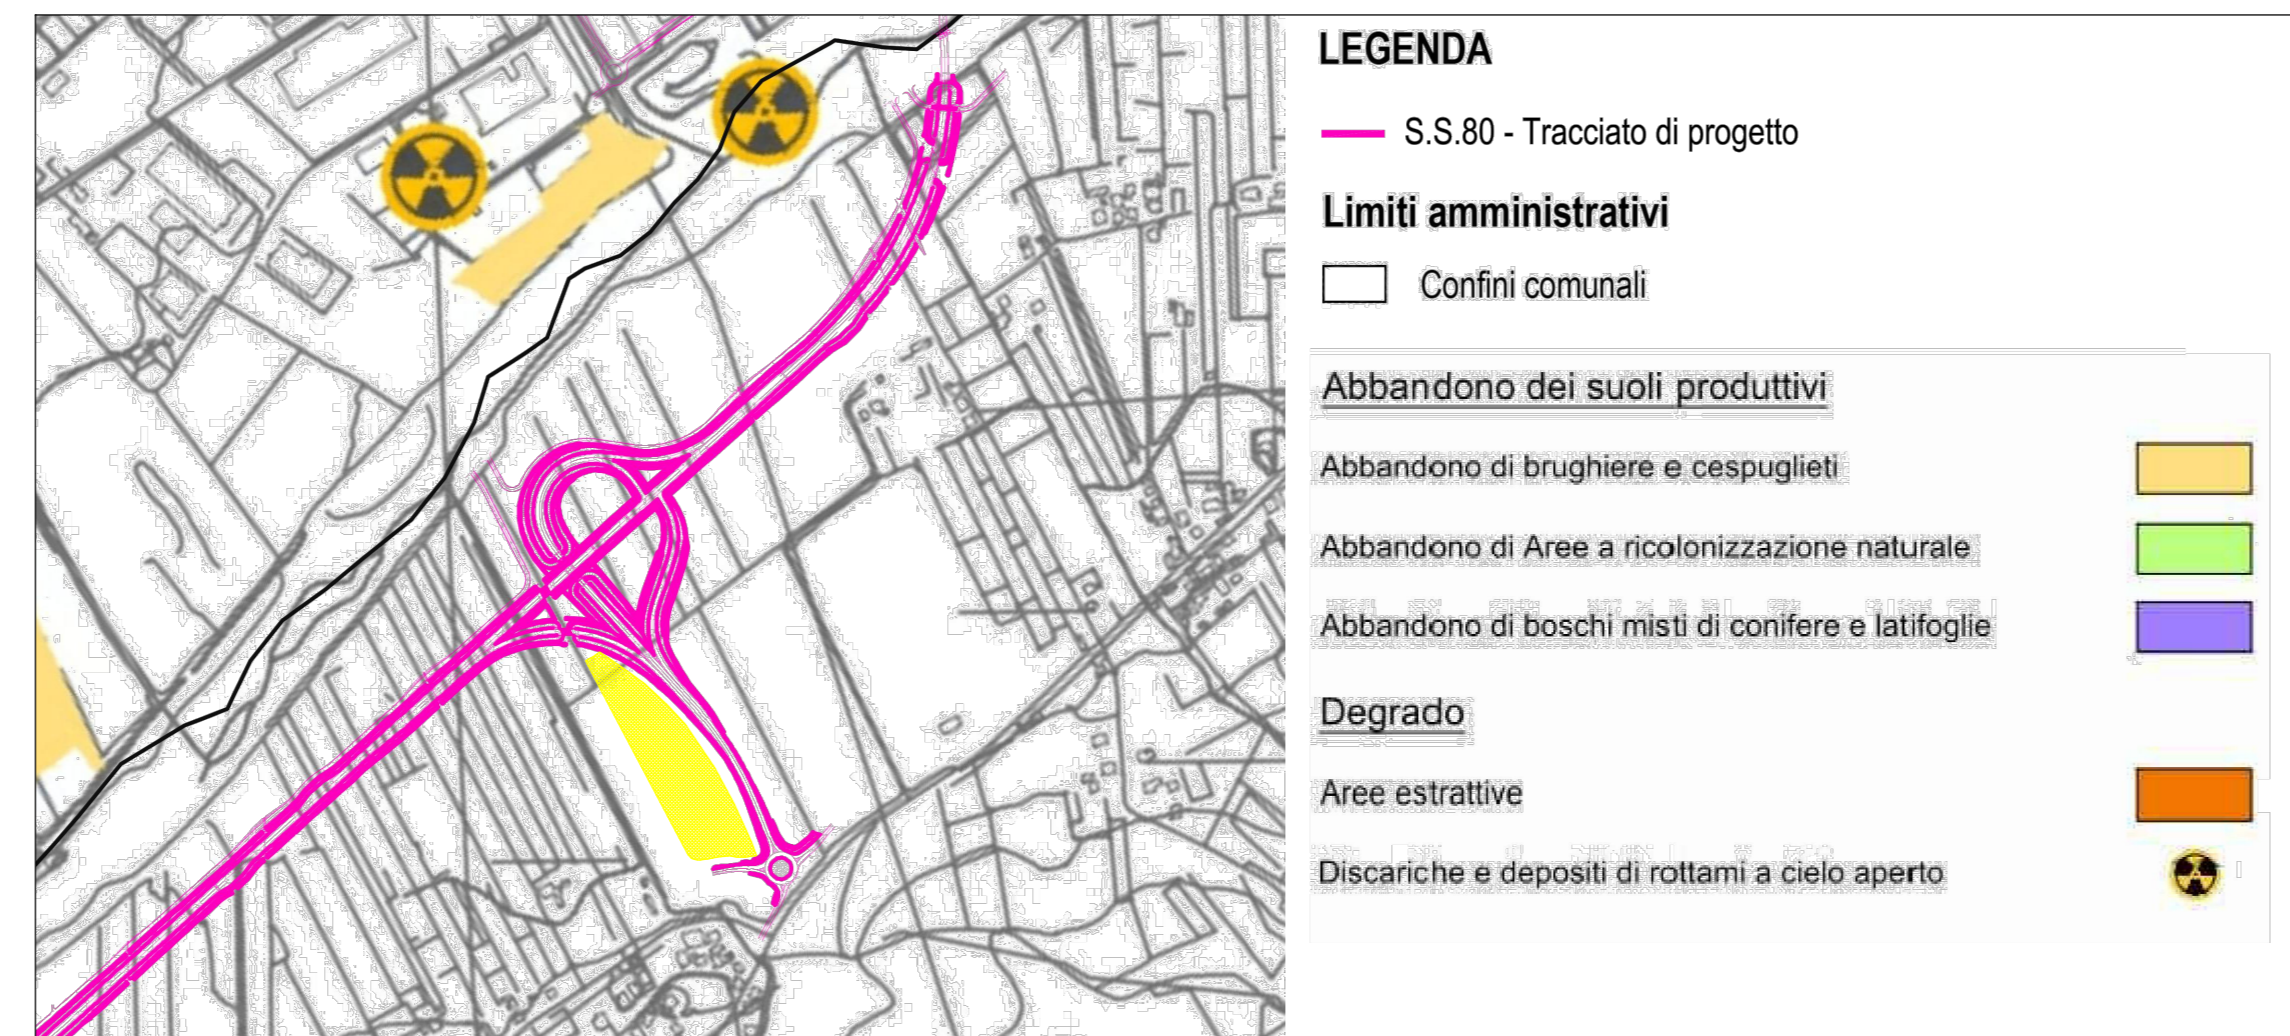 LEGENDA
S.S.80 - Tracciato di progetto
Limiti amministrativi
Confini comunali
Abbandono dei suoli produttivi
Abbandono di brughiere e cespuglieti
Abbandono di Aree a ricolonizzazione naturale
Abbandono di boschi misti di conifere e latifoglie
Degrado
Aree estrattive
Discariche e depositi di rottami a cielo aperto